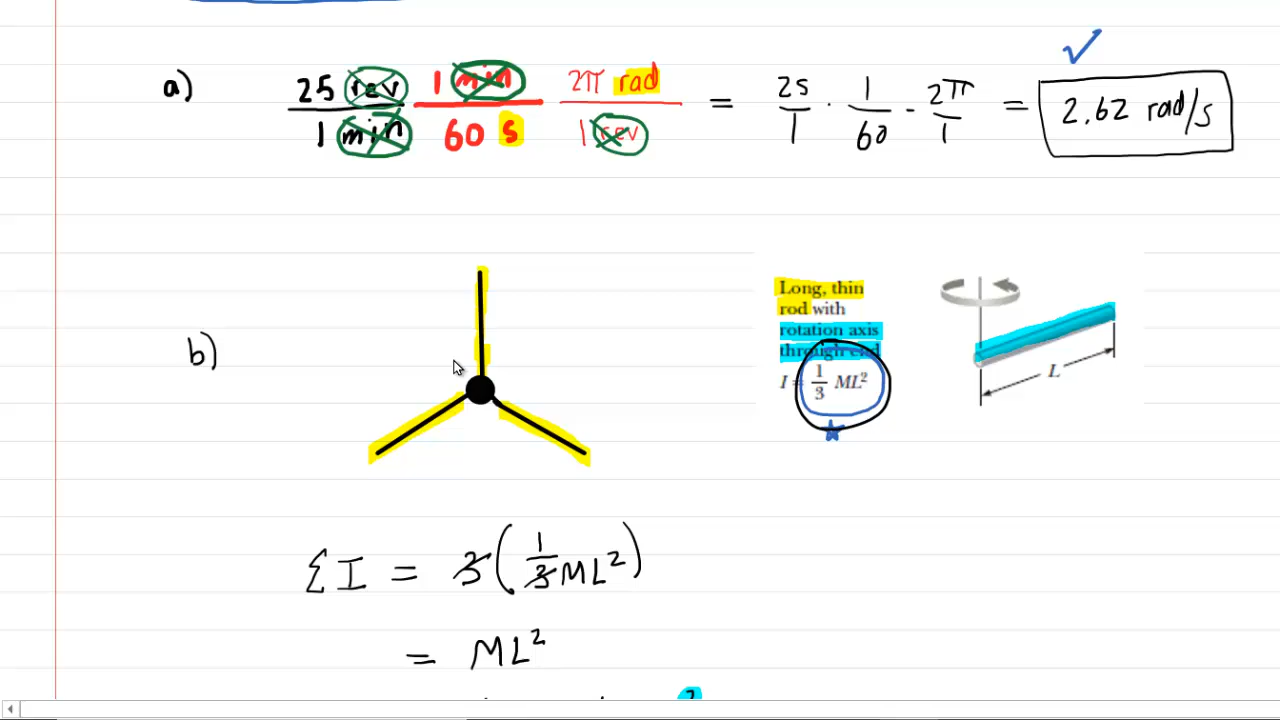 a) 25 rev / 1 min 1 min / 60 s 2π rad / 1 rev = 25/1 · 1/60 - 2π/1 = 2.62 rad/s
b)
Long, thin
rod with
rotation axis
through end
I = 1/3 ML²
L
ΣI = 3(1/3 ML²)
= ML²
2